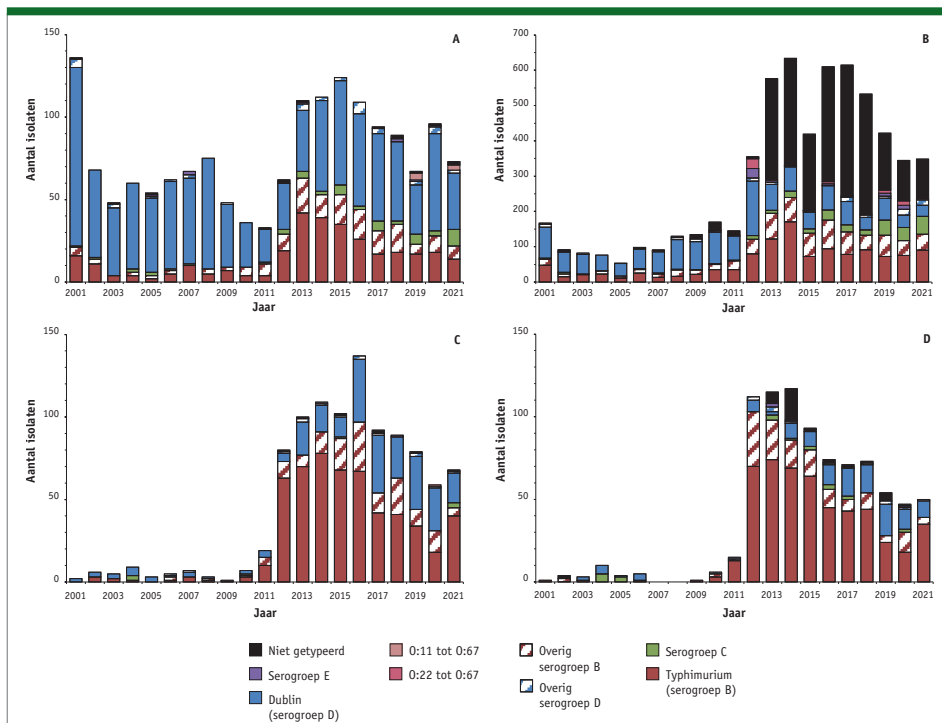 A
150
100
50
0
Aantal isolaten
2001 2003 2005 2007 2009 2011 2013 2015 2017 2019 2021
Jaar
B
700
600
500
400
300
200
100
0
Aantal isolaten
2001 2003 2005 2007 2009 2011 2013 2015 2017 2019 2021
Jaar
C
150
100
50
0
Aantal isolaten
2001 2003 2005 2007 2009 2011 2013 2015 2017 2019 2021
Jaar
D
150
100
50
0
Aantal isolaten
2001 2003 2005 2007 2009 2011 2013 2015 2017 2019 2021
Jaar
Niet getypeerd
Serogroep E
Dublin
(serogroep D)
O:11 tot O:67
O:22 tot O:67
Overig
serogroep B
Overig
serogroep D
Serogroep C
Typhimurium
(serogroep B)